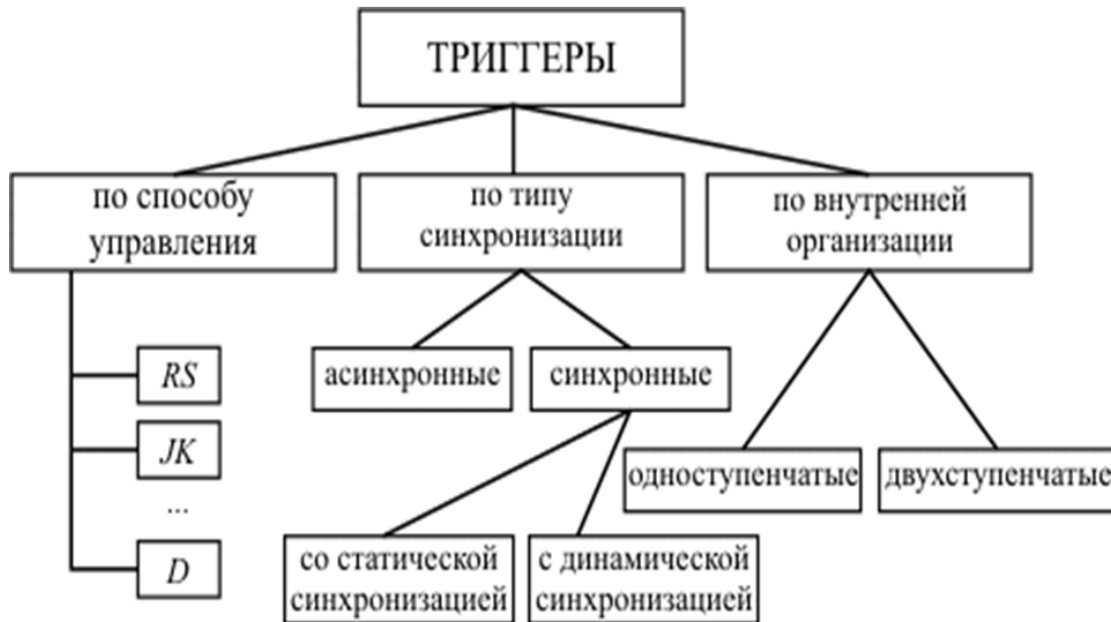 ТРИГГЕРЫ
по способу
управления
по типу
синхронизации
по внутренней
организации
RS
JK
...
D
асинхронные
синхронные
со статической
синхронизацией
с динамической
синхронизацией
одноступенчатые
двухступенчатые